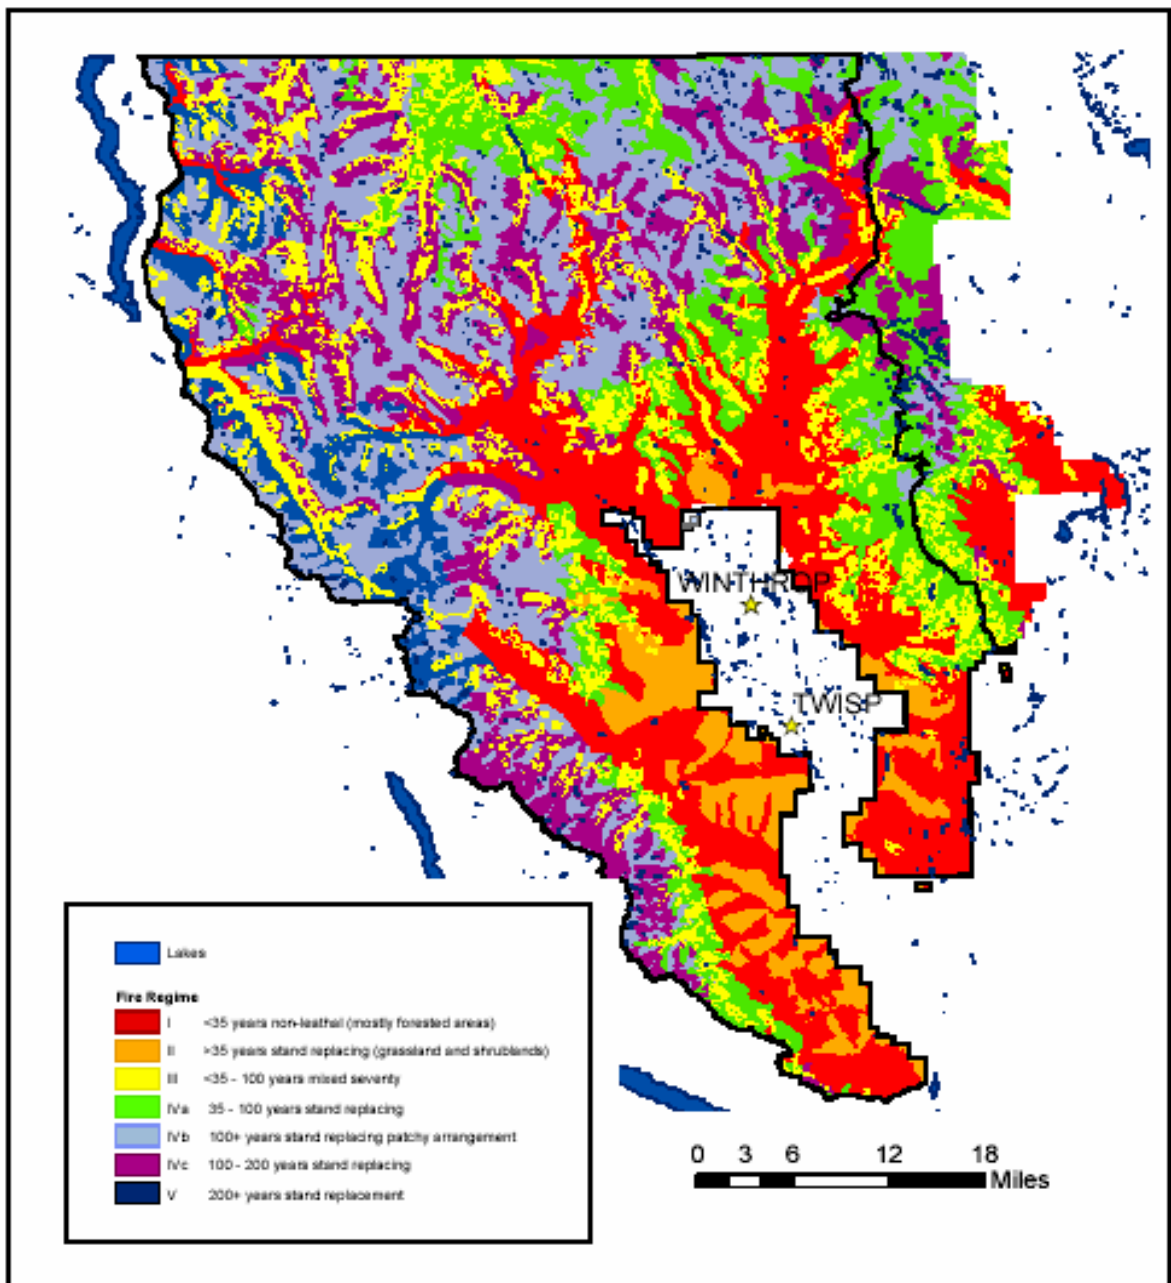 WINTHROP
TWISP
Lakes
Fire Regime
I <35 years non-leathal (mostly forested areas)
II >35 years stand replacing (grassland and shrublands)
III <35 - 100 years mixed severity
IVa 35 - 100 years stand replacing
IVb 100+ years stand replacing patchy arrangement
IVc 100 - 200 years stand replacing
V 200+ years stand replacement
0 3 6 12 18
Miles